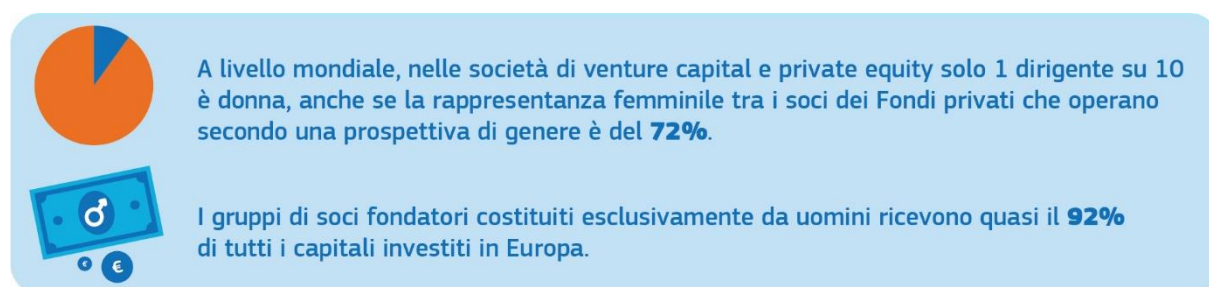 A livello mondiale, nelle società di venture capital e private equity solo 1 dirigente su 10
è donna, anche se la rappresentanza femminile tra i soci dei Fondi privati che operano
secondo una prospettiva di genere è del 72%.
I gruppi di soci fondatori costituiti esclusivamente da uomini ricevono quasi il 92%
di tutti i capitali investiti in Europa.
€ €